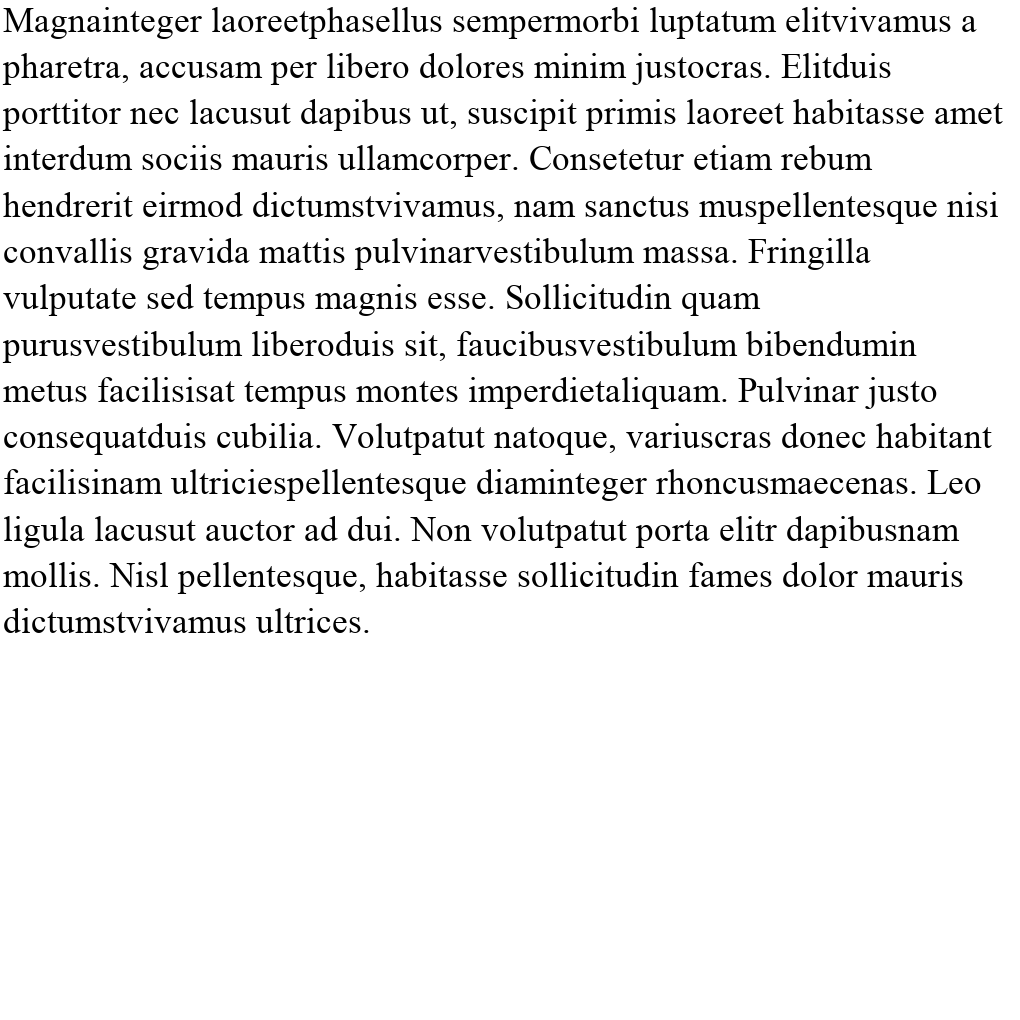 Magnainteger laoreetphasellus sempermorbi luptatum elitvivamus a
pharetra, accusam per libero dolores minim justocras. Elitduis
porttitor nec lacusut dapibus ut, suscipit primis laoreet habitasse amet
interdum sociis mauris ullamcorper. Consetetur etiam rebum
hendrerit eirmod dictumstvivamus, nam sanctus muspellentesque nisi
convallis gravida mattis pulvinarvestibulum massa. Fringilla
vulputate sed tempus magnis esse. Sollicitudin quam
purusvestibulum liberoduis sit, faucibusvestibulum bibendumin
metus facilisisat tempus montes imperdietaliquam. Pulvinar justo
consequatduis cubilia. Volutpatut natoque, variuscras donec habitant
facilisinam ultriciespellentesque diaminteger rhoncusmaecenas. Leo
ligula lacusut auctor ad dui. Non volutpatut porta elitr dapibusnam
mollis. Nisl pellentesque, habitasse sollicitudin fames dolor mauris
dictumstvivamus ultrices.